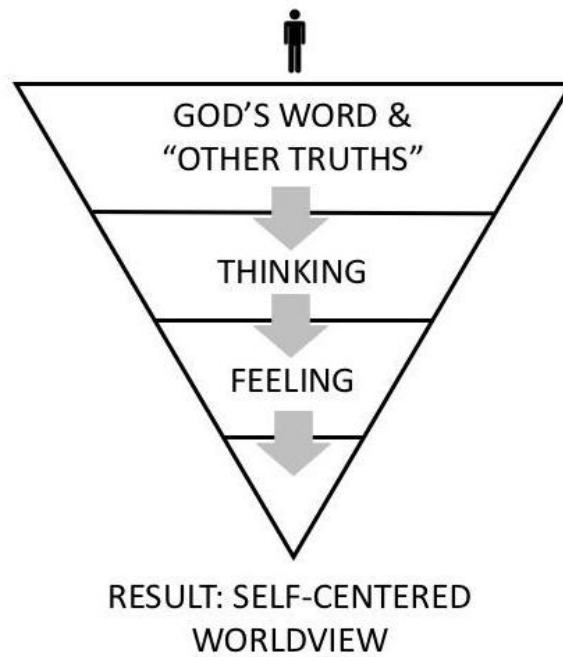 GOD’S WORD &
“OTHER TRUTHS”
THINKING
FEELING
RESULT: SELF-CENTERED
WORLDVIEW